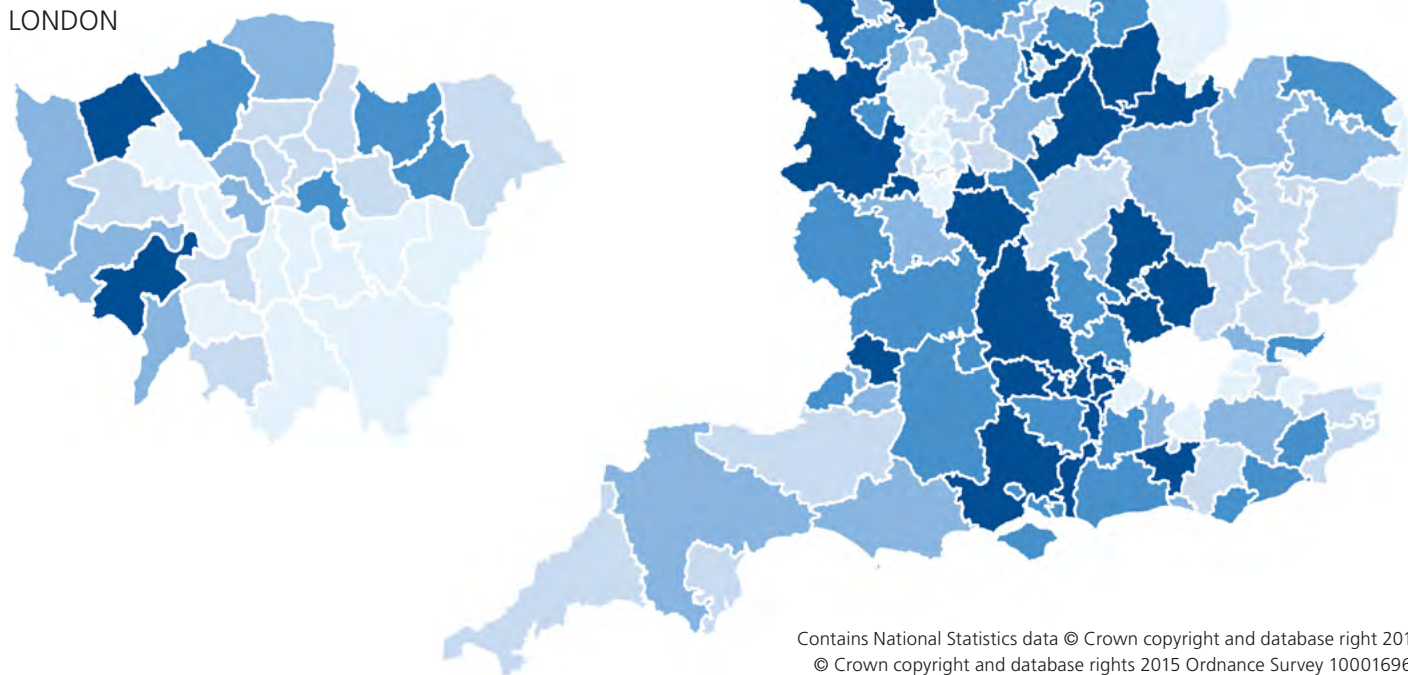 LONDON
Contains National Statistics data © Crown copyright and database right 201
© Crown copyright and database rights 2015 Ordnance Survey 10001696